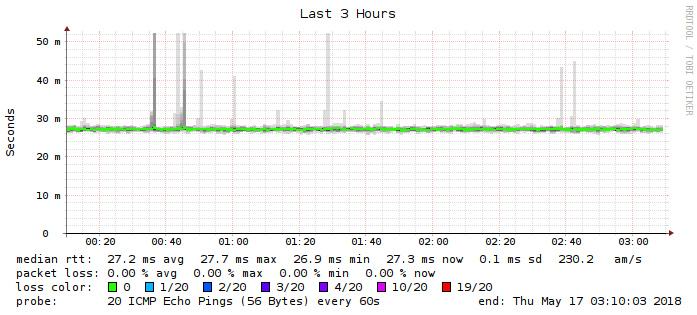 Last 3 Hours
RRDTOOL / TOBI OETIKER
Seconds
50 m
40 m
30 m
20 m
10 m
0
00:20 00:40 01:00 01:20 01:40 02:00 02:20 02:40 03:00
median rtt: 27.2 ms avg 27.7 ms max 26.9 ms min 27.3 ms now 0.1 ms sd 230.2 am/s
packet loss: 0.00 % avg 0.00 % max 0.00 % min 0.00 % now
loss color: 0 1/20 2/20 3/20 4/20 10/20 19/20
probe: 20 ICMP Echo Pings (56 Bytes) every 60s end: Thu May 17 03:10:03 2018